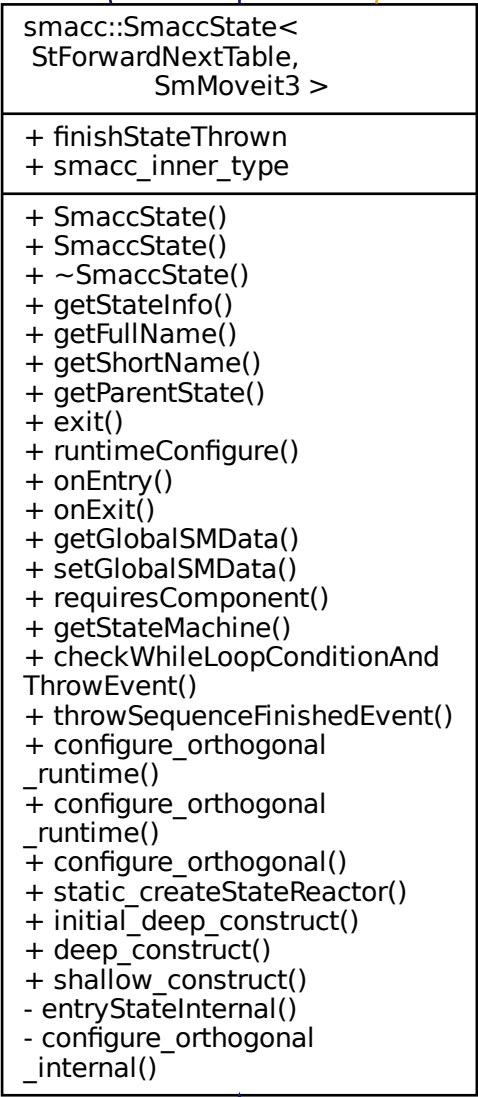 smacc::SmaccState<
StForwardNextTable,
SmMoveit3 >
+ finishStateThrown
+ smacc_inner_type
+ SmaccState()
+ SmaccState()
+ ~SmaccState()
+ getStateInfo()
+ getFullName()
+ getShortName()
+ getParentState()
+ exit()
+ runtimeConfigure()
+ onEntry()
+ onExit()
+ getGlobalSMData()
+ setGlobalSMData()
+ requiresComponent()
+ getStateMachine()
+ checkWhileLoopConditionAnd
ThrowEvent()
+ throwSequenceFinishedEvent()
+ configure_orthogonal
_runtime()
+ configure_orthogonal
_runtime()
+ configure_orthogonal()
+ static_createStateReactor()
+ initial_deep_construct()
+ deep_construct()
+ shallow_construct()
- entryStateInternal()
- configure_orthogonal
_internal()